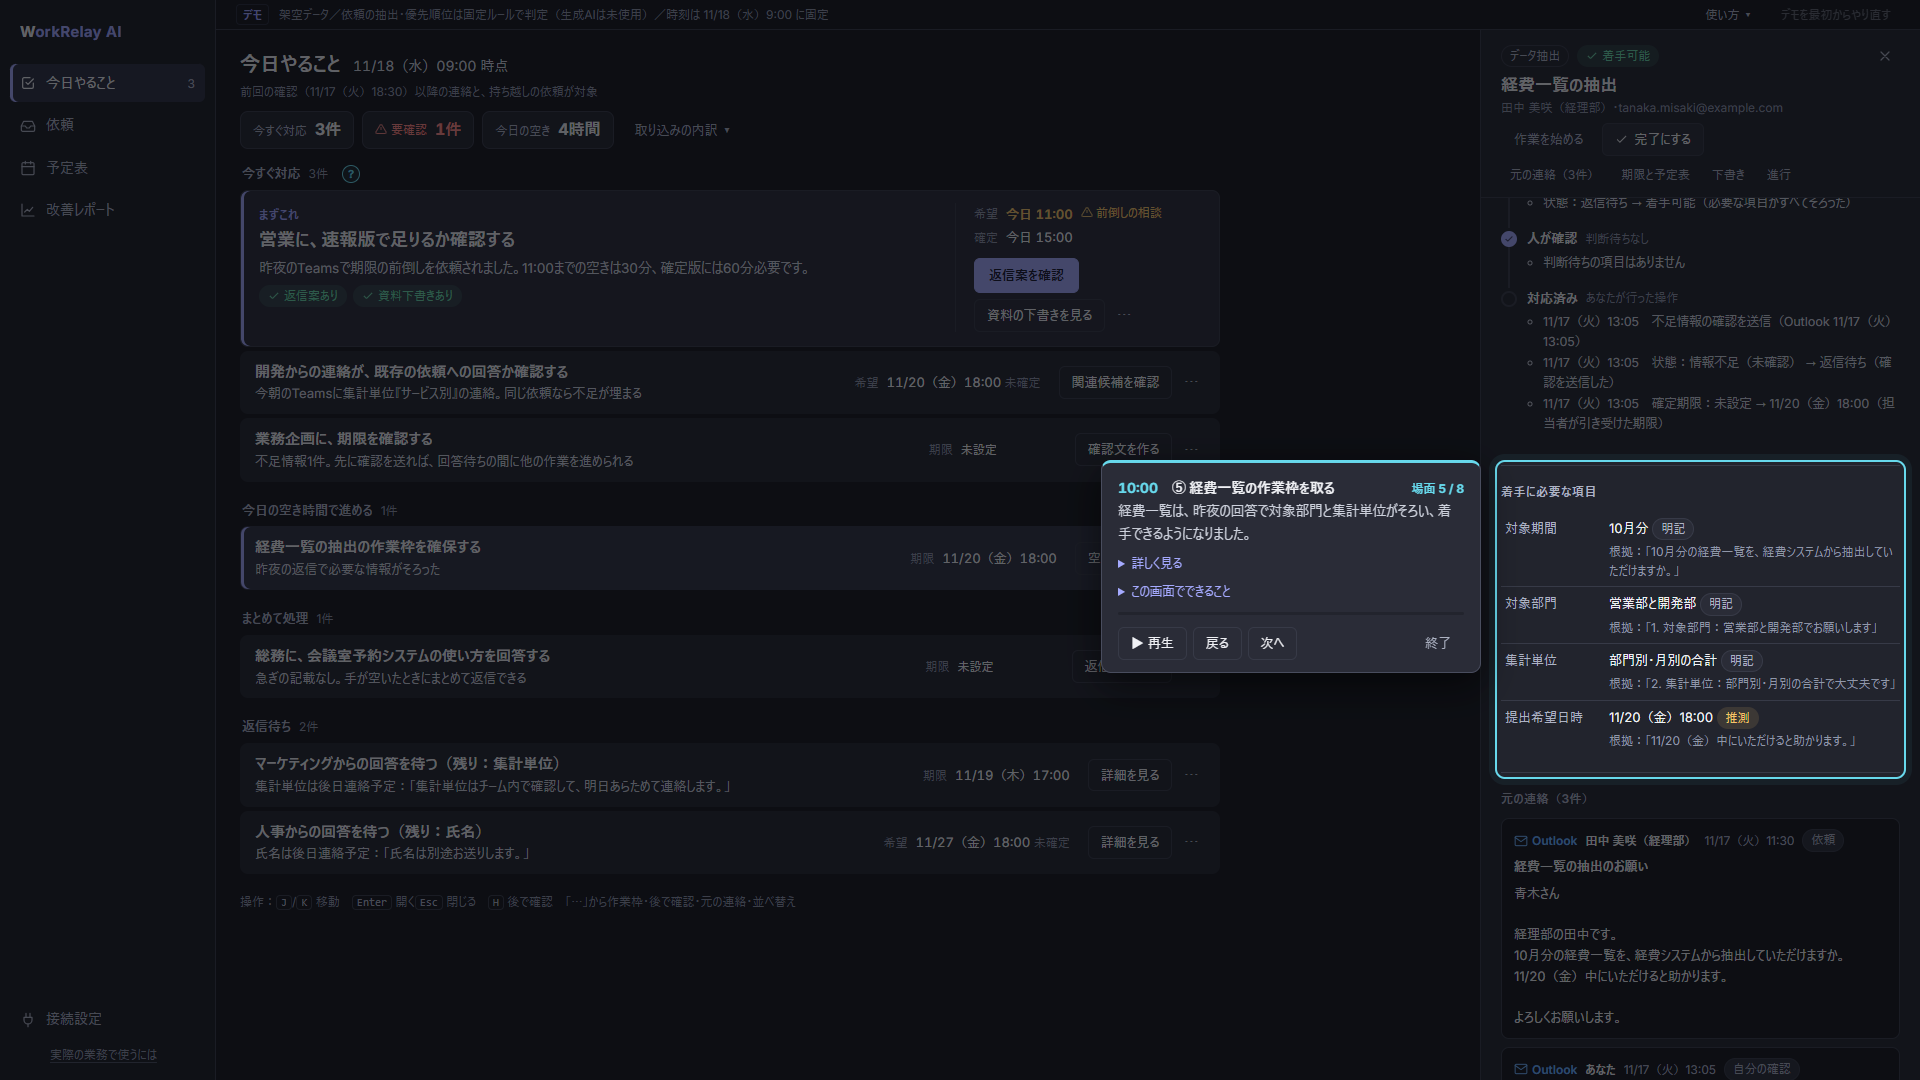 WorkRelay AI
今日やること 3
依頼
予定表
改善レポート
接続設定
実際の業務で使うには
デモ 架空データ／依頼の抽出・優先順位は固定ルールで判定（生成AIは未使用）／時刻は 11/18（水）9:00 に固定
使い方 ▼ デモを最初からやり直す
今日やること 11/18（水）09:00 時点
前回の確認（11/17（火）18:30）以降の連絡と、持ち越しの依頼が対象
今すぐ対応 3件
要確認 1件
今日の空き 4時間
取り込みの内訳 ▼
今すぐ対応 3件 ?
まずこれ
営業に、速報版で足りるか確認する
昨夜のTeamsで期限の前倒しを依頼されました。11:00までの空きは30分、確定版には60分必要です。
✓ 返信案あり ✓ 資料下書きあり
希望 今日 11:00 前倒しの相談
確定 今日 15:00
返信案を確認
資料の下書きを見る …
開発からの連絡が、既存の依頼への回答か確認する
今朝のTeamsに集計単位『サービス別』の連絡。同じ依頼なら不足が埋まる
希望 11/20（金）18:00 未確定 関連候補を確認 …
業務企画に、期限を確認する
不足情報1件。先に確認を送れば、回答待ちの間に他の作業を進められる
期限 未設定 確認文を作る …
今日の空き時間で進める 1件
経費一覧の抽出の作業枠を確保する
昨夜の返信で必要な情報がそろった
期限 11/20（金）18:00 空
まとめて処理 1件
総務に、会議室予約システムの使い方を回答する
急ぎの記載なし。手が空いたときにまとめて返信できる
期限 未設定 返信
返信待ち 2件
マーケティングからの回答を待つ（残り：集計単位）
集計単位は後日連絡予定：「集計単位はチーム内で確認して、明日あらためて連絡します。」
期限 11/19（木）17:00 詳細を見る …
人事からの回答を待つ（残り：氏名）
氏名は後日連絡予定：「氏名は別途お送りします。」
希望 11/27（金）18:00 未確定 詳細を見る …
操作： J / K 移動 Enter 開く Esc 閉じる H 後で確認 「…」から作業枠・後で確認・元の連絡・並べ替え
10:00 ⑤ 経費一覧の作業枠を取る 場面 5 / 8
経費一覧は、昨夜の回答で対象部門と集計単位がそろい、着
手できるようになりました。
▶ 詳しく見る
▶ この画面でできること
▶ 再生 戻る 次へ 終了
データ抽出 ✓ 着手可能
経費一覧の抽出
田中 美咲（経理部）・tanaka.misaki@example.com
作業を始める ✓ 完了にする
元の連絡（3件） 期限と予定表 下書き 進行
状態：返信待ち → 着手可能（必要な項目がすべてそろった）
人が確認 判断待ちなし
判断待ちの項目はありません
対応済み あなたが行った操作
11/17（火）13:05 不足情報の確認を送信（Outlook 11/17（火）
13:05）
11/17（火）13:05 状態：情報不足（未確認）→ 返信待ち（確
認を送信した）
11/17（火）13:05 確定期限：未設定 → 11/20（金）18:00（担
当者が引き受けた期限）
着手に必要な項目
対象期間 10月分 明記
根拠：「10月分の経費一覧を、経費システムから抽出してい
ただけますか。」
対象部門 営業部と開発部 明記
根拠：「1. 対象部門：営業部と開発部でお願いします」
集計単位 部門別・月別の合計 明記
根拠：「2. 集計単位：部門別・月別の合計で大丈夫です」
提出希望日時 11/20（金）18:00 推測
根拠：「11/20（金）中にいただけると助かります。」
元の連絡（3件）
Outlook 田中 美咲（経理部） 11/17（火）11:30 依頼
経費一覧の抽出のお願い
青木さん
経理部の田中です。
10月分の経費一覧を、経費システムから抽出していただけますか。
11/20（金）中にいただけると助かります。
よろしくお願いします。
Outlook あなた 11/17（火）13:05 自分の確認